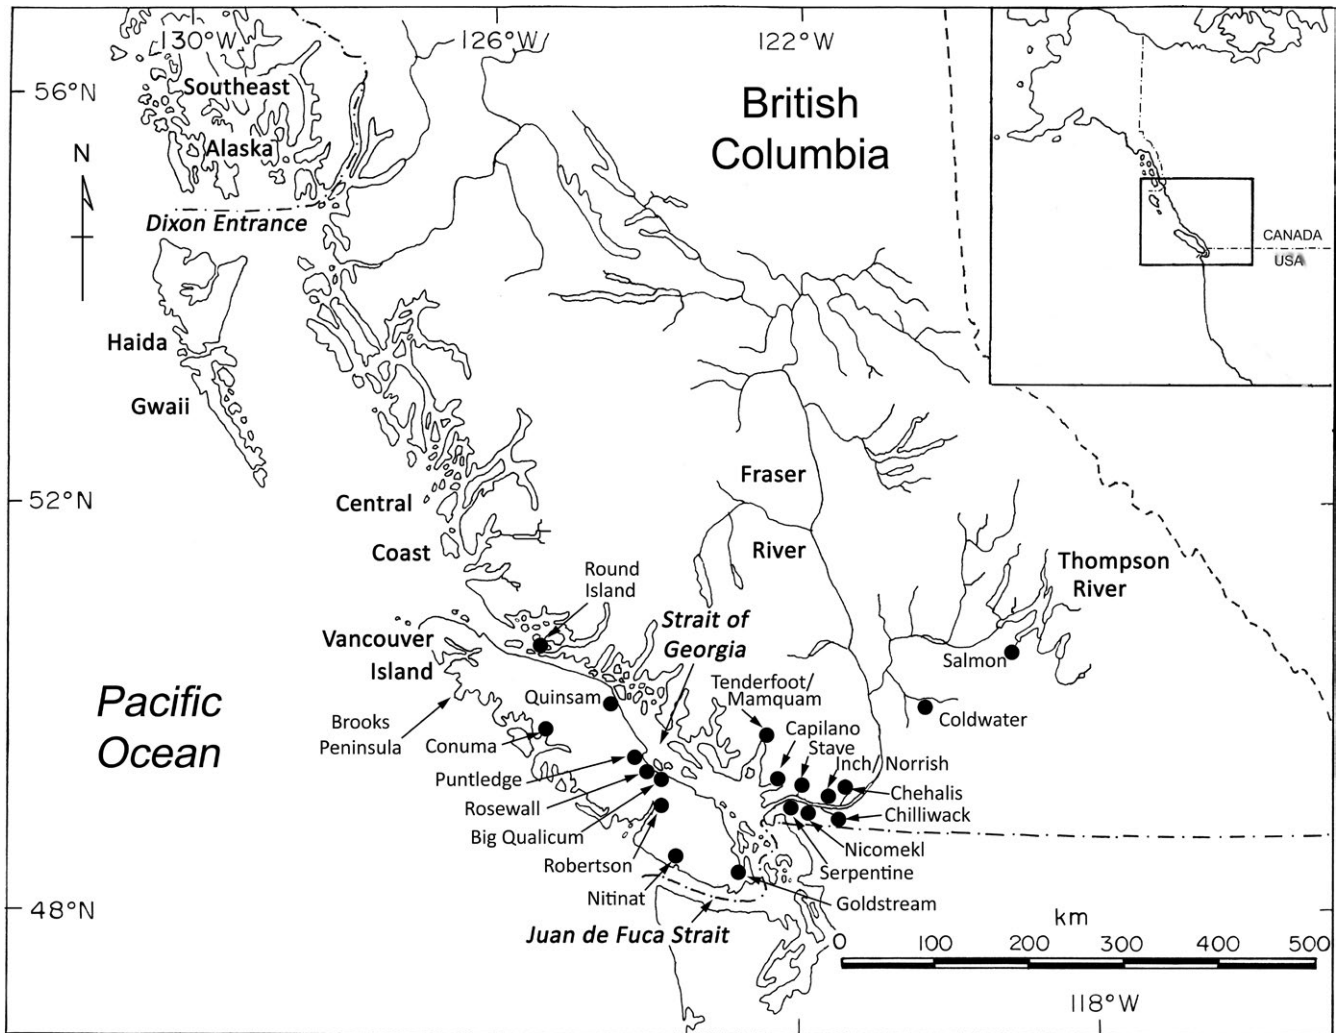 130°W
126°W
122°W
56°N
Southeast
Alaska
British
Columbia
N
Dixon Entrance
CANADA
USA
Haida
Gwaii
52°N
Central
Coast
Fraser
River
Round
Island
Thompson
River
Strait of
Georgia
Vancouver
Island
Salmon
Quinsam
Tenderfoot/
Mamquam
Pacific
Ocean
Brooks
Peninsula
Conuma
Capilano
Stave
Coldwater
Inch/ Norrish
Puntledge
Chehalis
Rosewall
Chilliwack
Big Qualicum
Nicomekl
Robertson
Serpentine
Nitinat
Goldstream
48°N
Juan de Fuca Strait
km
0 100 200 300 400 500
118°W